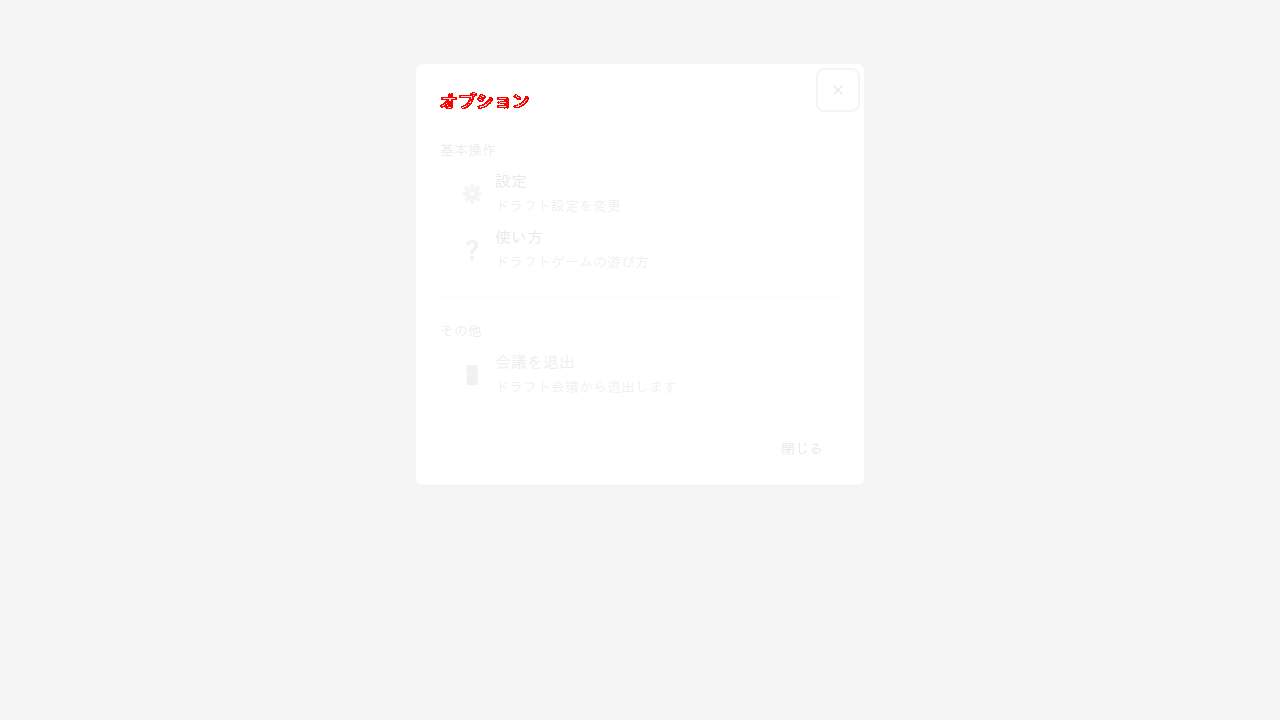 オプション
基本操作
設定
ドラフト設定を変更
使い方
ドラフトゲームの遊び方
その他
会議を退出
ドラフト会議から退出します
閉じる